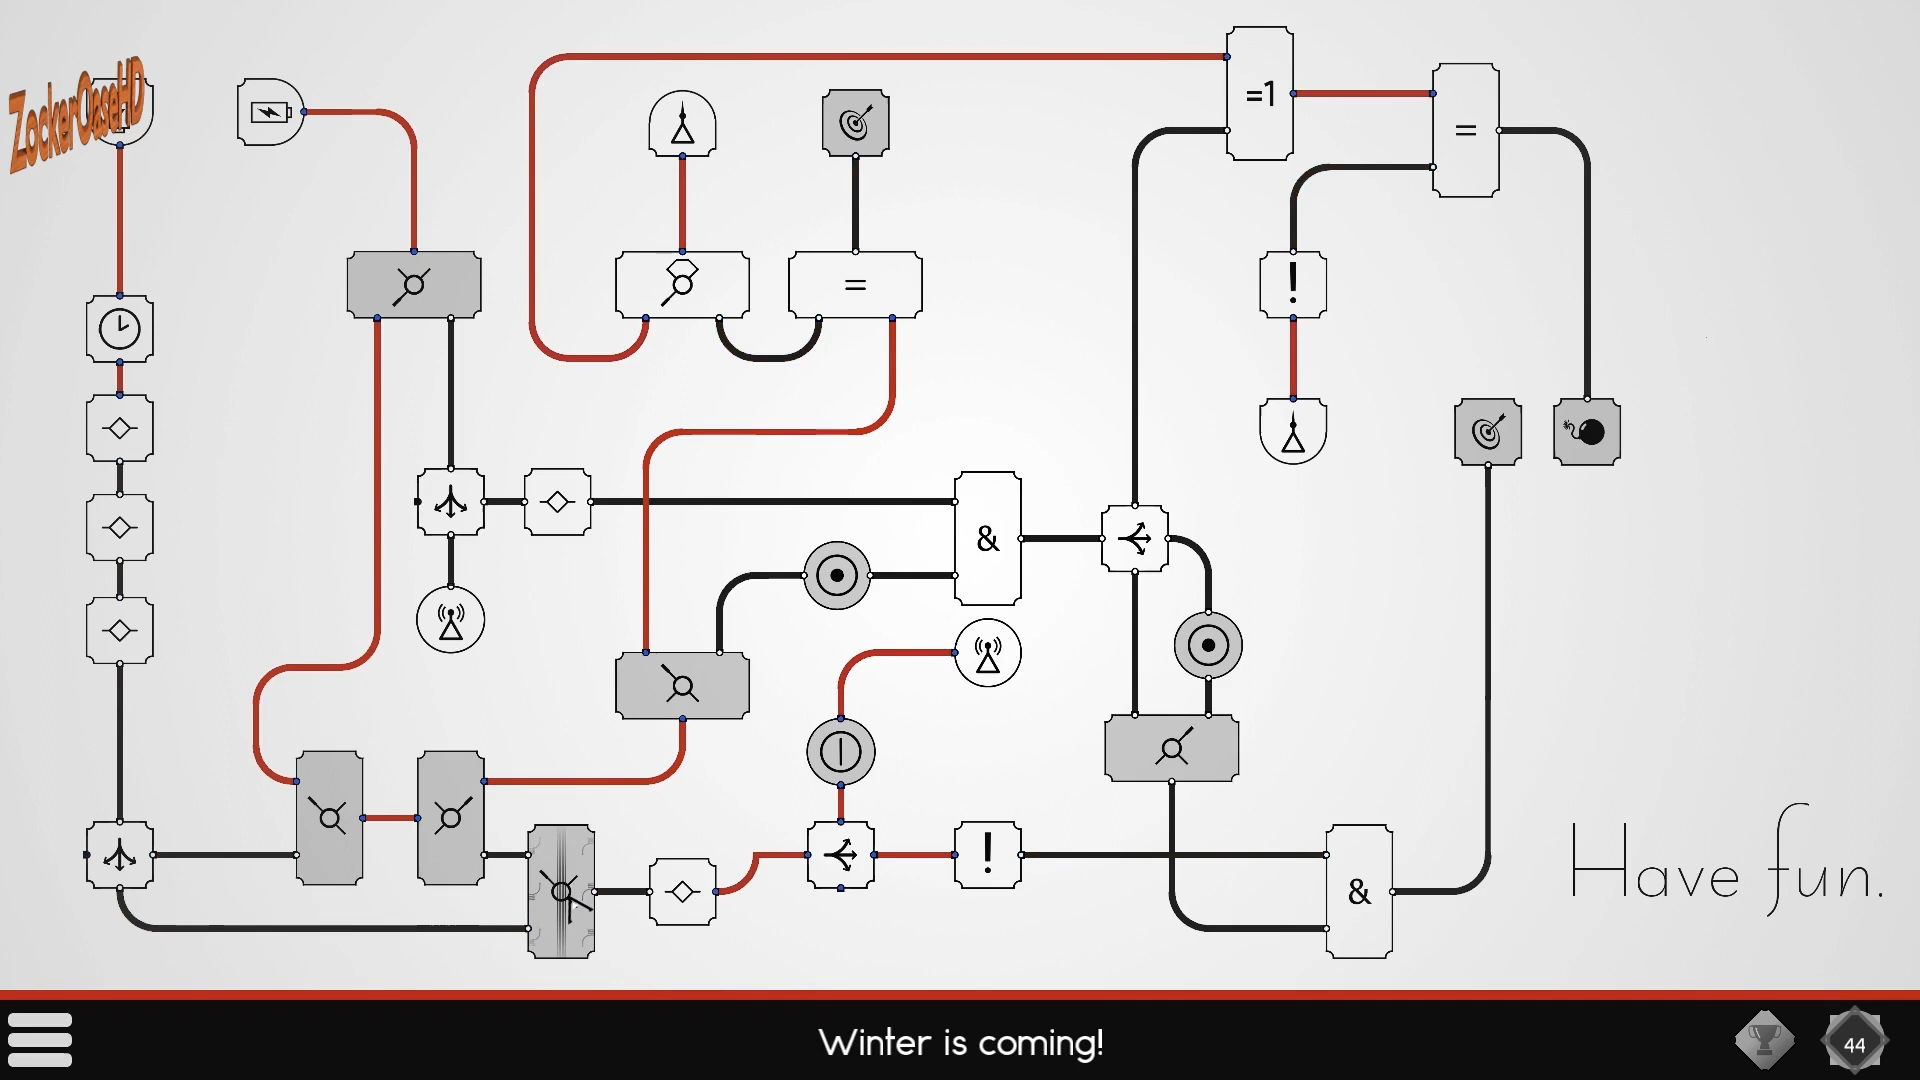 ZockerOaseHD
=1
=
=
!
&
!
&
Have fun.
Winter is coming!
44